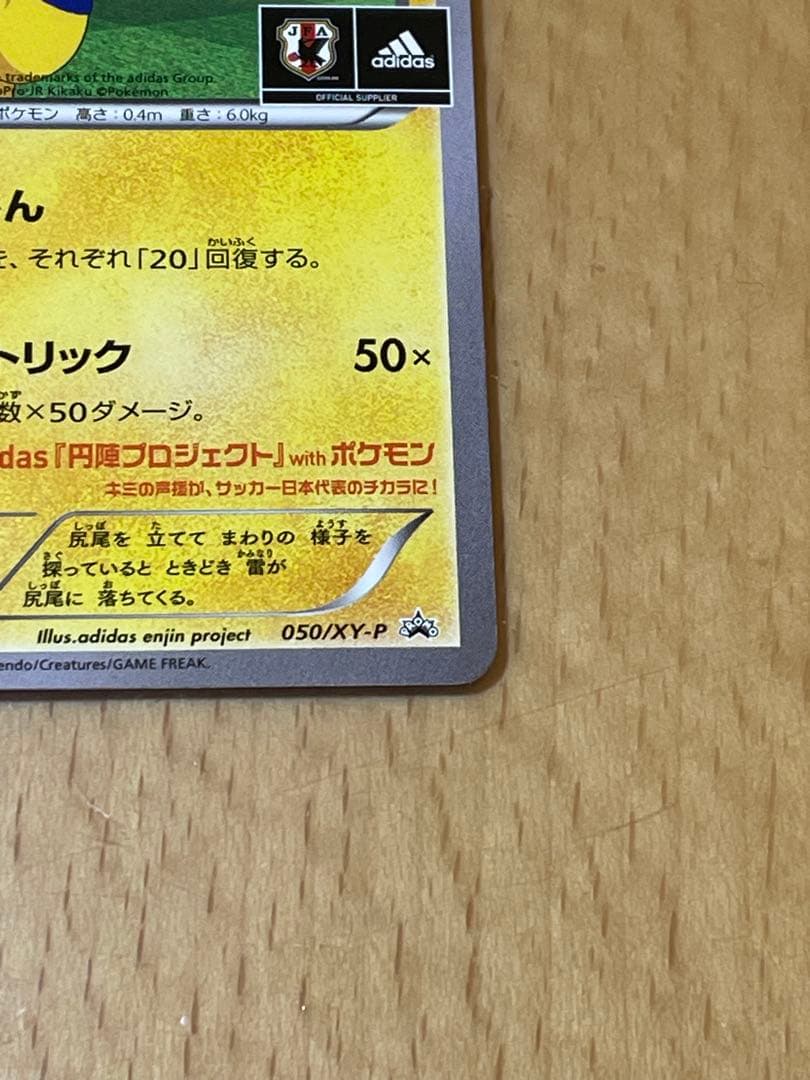 JFA
adidas
OFFICIAL SUPPLIER
trademarks of the adidas Group.
JR Kikaku ©Pokémon
ポケモン 高さ：0.4m 重さ：6.0kg
ん
、それぞれ「20」回復する。
トリック 50×
数×50ダメージ。
das『円陣プロジェクト』with ポケモン
キミの声援が、サッカー日本代表のチカラに！
尻尾を 立てて まわりの 様子を
探っていると ときどき 雷が
尻尾に 落ちてくる。
Illus.adidas enjin project 050/XY-P
endo/Creatures/GAME FREAK.